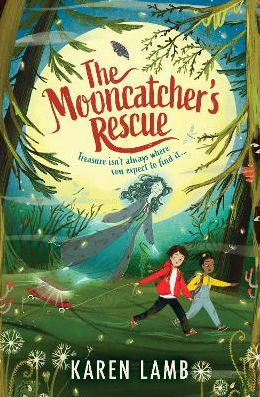 The
Mooncatcher's
Rescue
Treasure isn't always where
you expect to find it...
KAREN LAMB